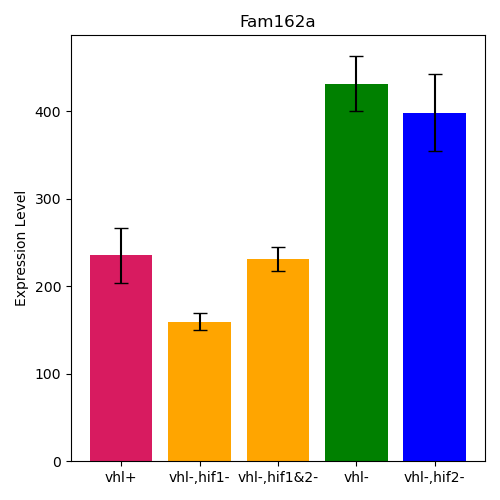 Fam162a
Expression Level
400
300
200
100
0
vhl+ vhl-,hif1- vhl-,hif1&2- vhl- vhl-,hif2-